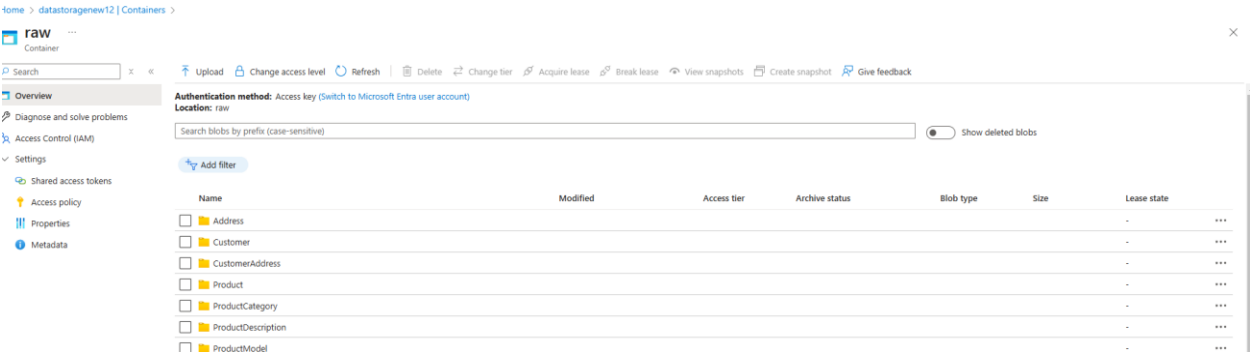 Home > datastoragenew12 | Containers >
raw ...
Container
Search
Upload Change access level Refresh Delete Change tier Acquire lease Break lease View snapshots Create snapshot Give feedback
Overview
Diagnose and solve problems
Access Control (IAM)
Settings
Shared access tokens
Access policy
Properties
Metadata
Authentication method: Access key (Switch to Microsoft Entra user account)
Location: raw
Search blobs by prefix (case-sensitive)
Show deleted blobs
Add filter
Name Modified Access tier Archive status Blob type Size Lease state
Address - ...
Customer - ...
CustomerAddress - ...
Product - ...
ProductCategory - ...
ProductDescription - ...
ProductModel - ...